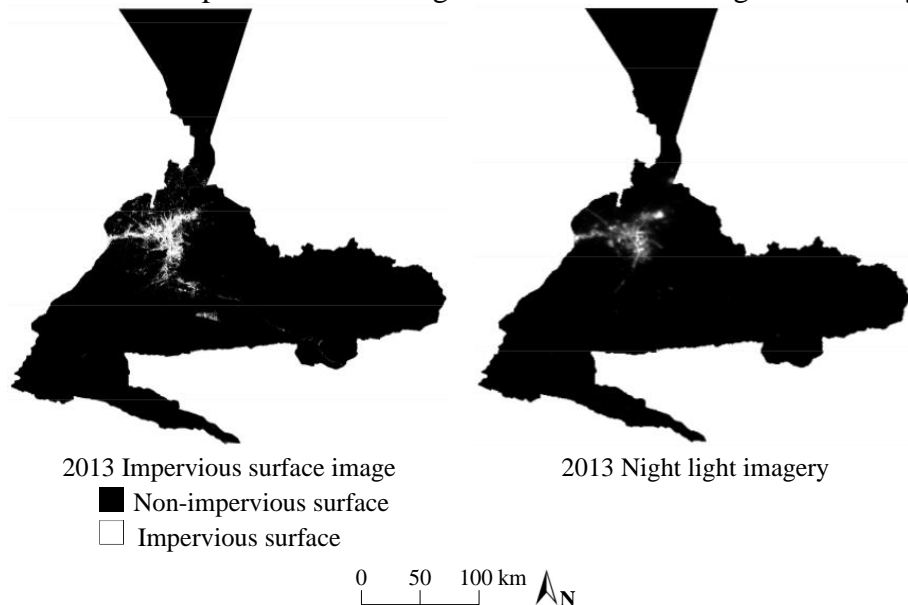 2013 Impervious surface image
2013 Night light imagery
Non-impervious surface
Impervious surface
0 50 100 km
N